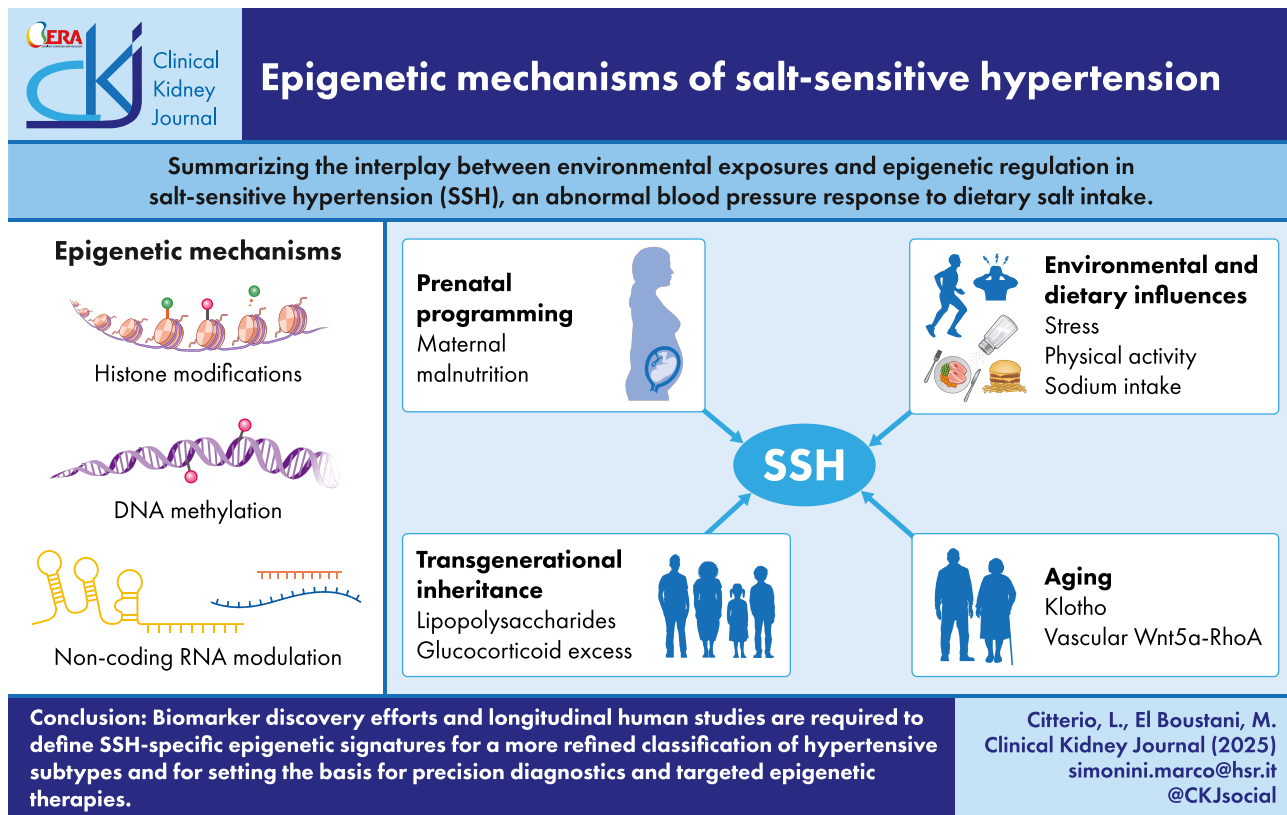 ERA
CKJ
Clinical
Kidney
Journal
Epigenetic mechanisms of salt-sensitive hypertension
Summarizing the interplay between environmental exposures and epigenetic regulation in
salt-sensitive hypertension (SSH), an abnormal blood pressure response to dietary salt intake.
Epigenetic mechanisms
Histone modifications
DNA methylation
Non-coding RNA modulation
Prenatal
programming
Maternal
malnutrition
Environmental and
dietary influences
Stress
Physical activity
Sodium intake
SSH
Transgenerational
inheritance
Lipopolysaccharides
Glucocorticoid excess
Aging
Klotho
Vascular Wnt5a-RhoA
Conclusion: Biomarker discovery efforts and longitudinal human studies are required to
define SSH-specific epigenetic signatures for a more refined classification of hypertensive
subtypes and for setting the basis for precision diagnostics and targeted epigenetic
therapies.
Citterio, L., El Boustani, M.
Clinical Kidney Journal (2025)
simonini.marco@hsr.it
@CKJsocial